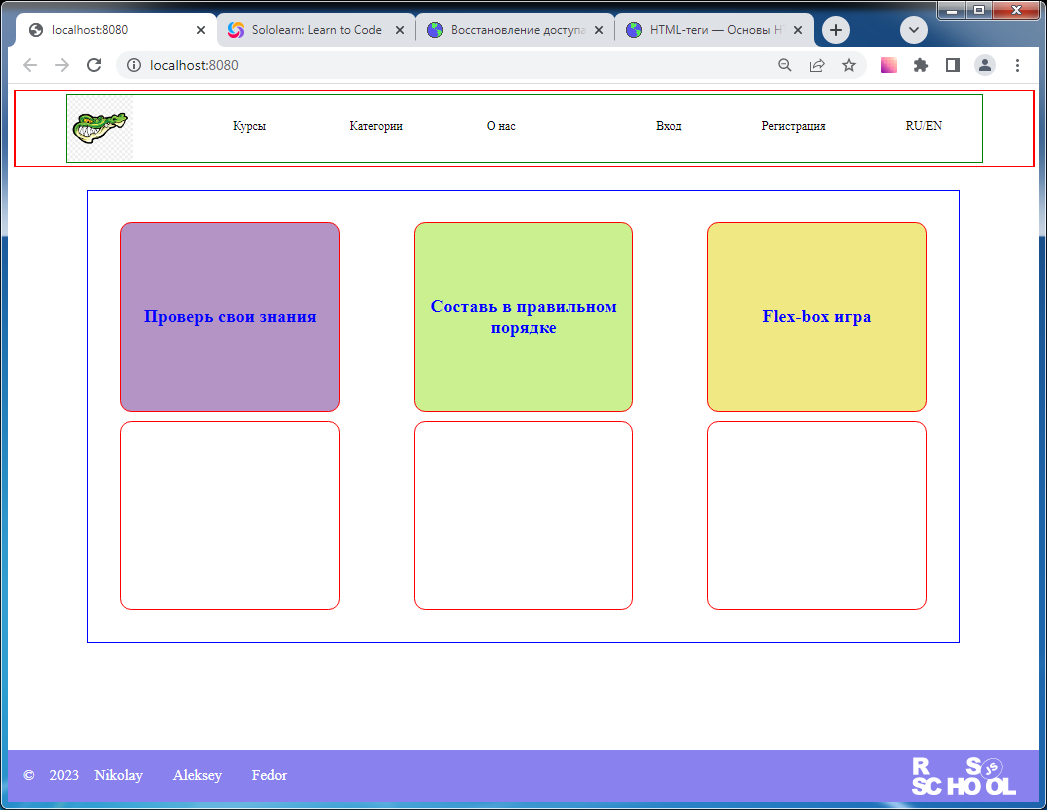 localhost:8080
Sololearn: Learn to Code
Восстановление доступа
HTML-теги — Основы H
localhost:8080
Курсы
Категории
О нас
Вход
Регистрация
RU/EN
Проверь свои знания
Составь в правильном
порядке
Flex-box игра
© 2023 Nikolay Aleksey Fedor
R S JS
SCHOOL